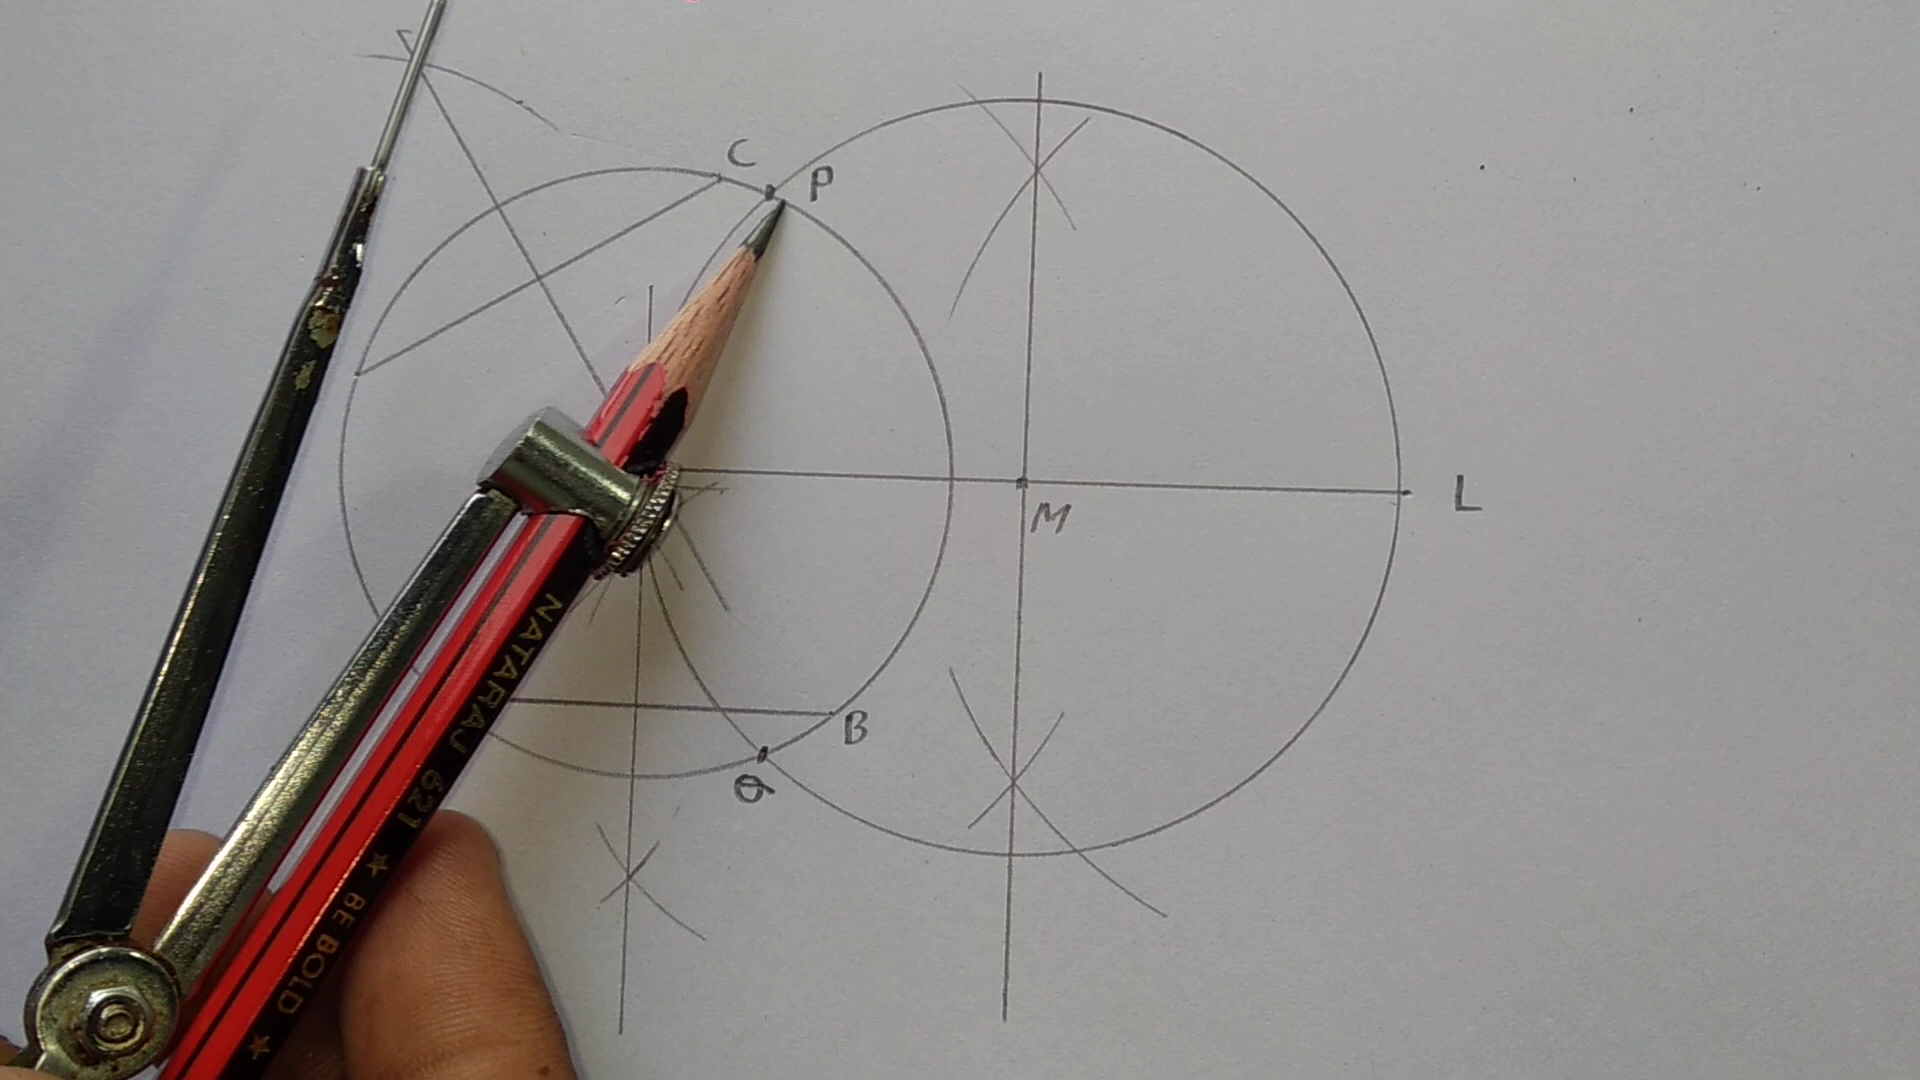 C
P
L
M
B
Q
NATARAJ 621 ★ BE BOLD ★